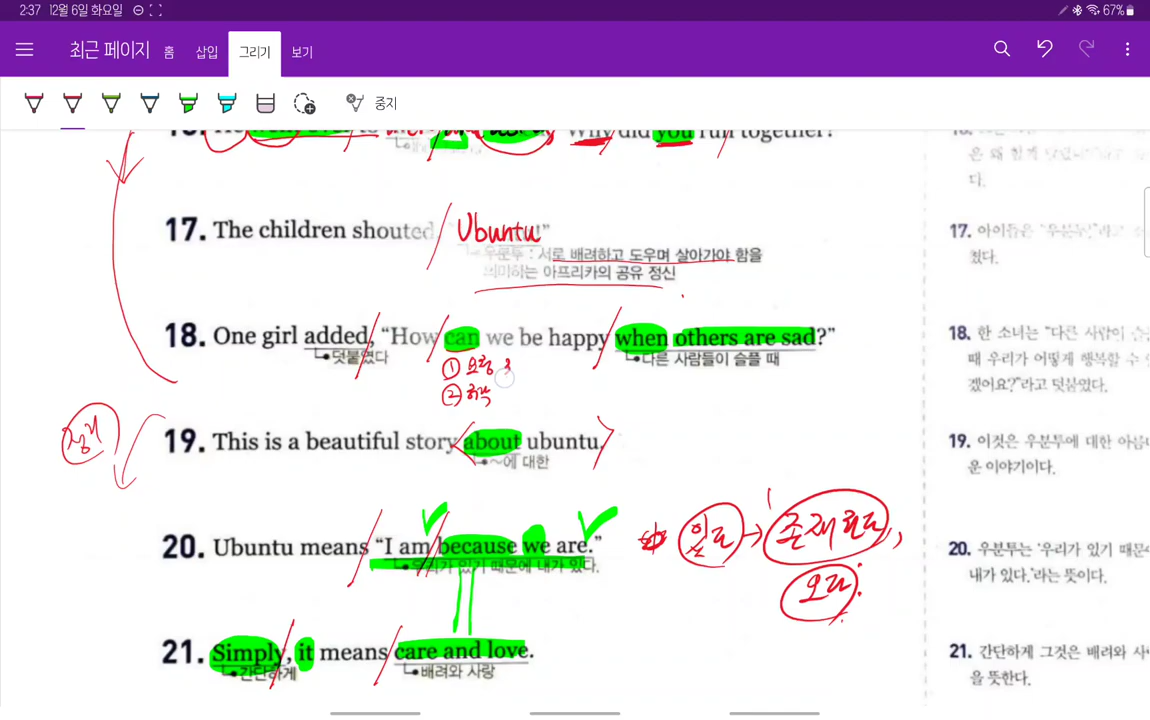 2:37 12월 6일 화요일 67%
최근 페이지 홈 삽입 그리기 보기
중지
Why did you run together?
은 왜 함께
다.
17. The children shouted, "Ubuntu!"
우분투 : 서로 배려하고 도우며 살아가야 함을
의미하는 아프리카의 공유 정신
17. 아이들은 "우분투!"라고
쳤다.
18. One girl added, "How can we be happy when others are sad?"
덧붙였다
다른 사람들이 슬플 때
① 요청
② 허락
18. 한 소녀는 "다른 사람이
때 우리가 어떻게 행복할 수
겠어요?"라고 덧붙였다.
정리
19. This is a beautiful story about ubuntu.
~에 대한
19. 이것은 우분투에 대한 아름
운 이야기이다.
20. Ubuntu means "I am because we are."
우리가 있기 때문에 내가 있다.
있다 → 존재한다,
오다.
20. 우분투는 '우리가 있기 때문
내가 있다.'라는 뜻이다.
21. Simply, it means care and love.
간단하게
배려와 사랑
21. 간단하게 그것은 배려와 사
을 뜻한다.